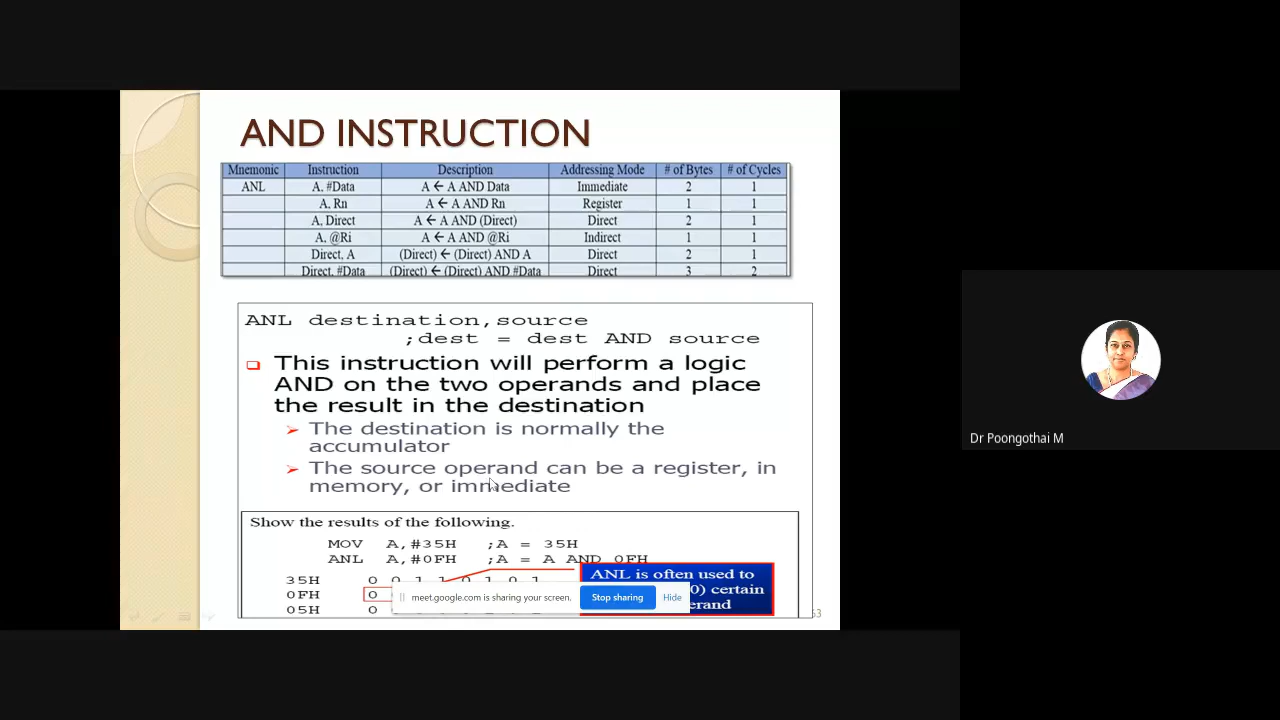 AND INSTRUCTION
Mnemonic Instruction Description Addressing Mode # of Bytes # of Cycles
ANL A, #Data A ← A AND Data Immediate 2 1
A, Rn A ← A AND Rn Register 1 1
A, Direct A ← A AND (Direct) Direct 2 1
A, @Ri A ← A AND @Ri Indirect 1 1
Direct, A (Direct) ← (Direct) AND A Direct 2 1
Direct, #Data (Direct) ← (Direct) AND #Data Direct 3 2
ANL destination,source
;dest = dest AND source
This instruction will perform a logic
AND on the two operands and place
the result in the destination
The destination is normally the
accumulator
The source operand can be a register, in
memory, or immediate
Show the results of the following.
MOV A,#35H ;A = 35H
ANL A,#0FH ;A = A AND 0FH
35H 0 0 1 1 0 1 0 1
0FH 0
05H 0
ANL is often used to
0) certain
meet.google.com is sharing your screen. Stop sharing Hide
63
Dr Poongothai M